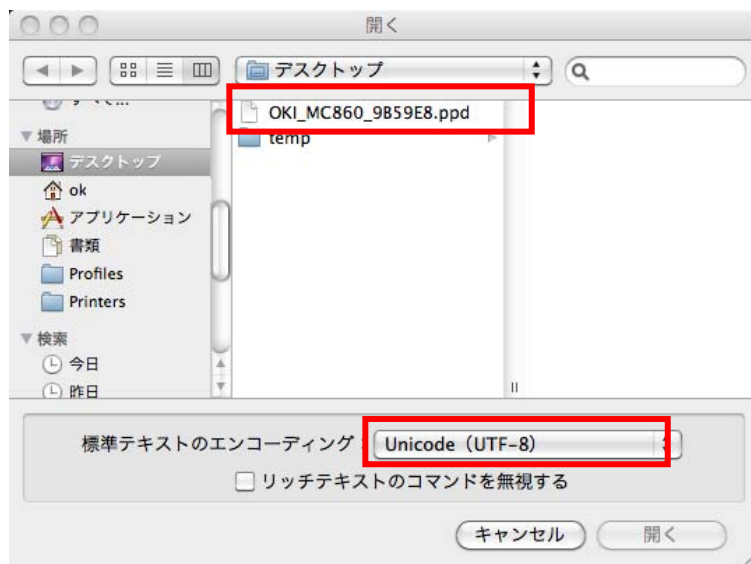 開く
デスクトップ
OKI_MC860_9B59E8.ppd
temp
場所
デスクトップ
ok
アプリケーション
書類
Profiles
Printers
検索
今日
昨日
標準テキストのエンコーディング：
Unicode（UTF-8）
リッチテキストのコマンドを無視する
キャンセル
開く